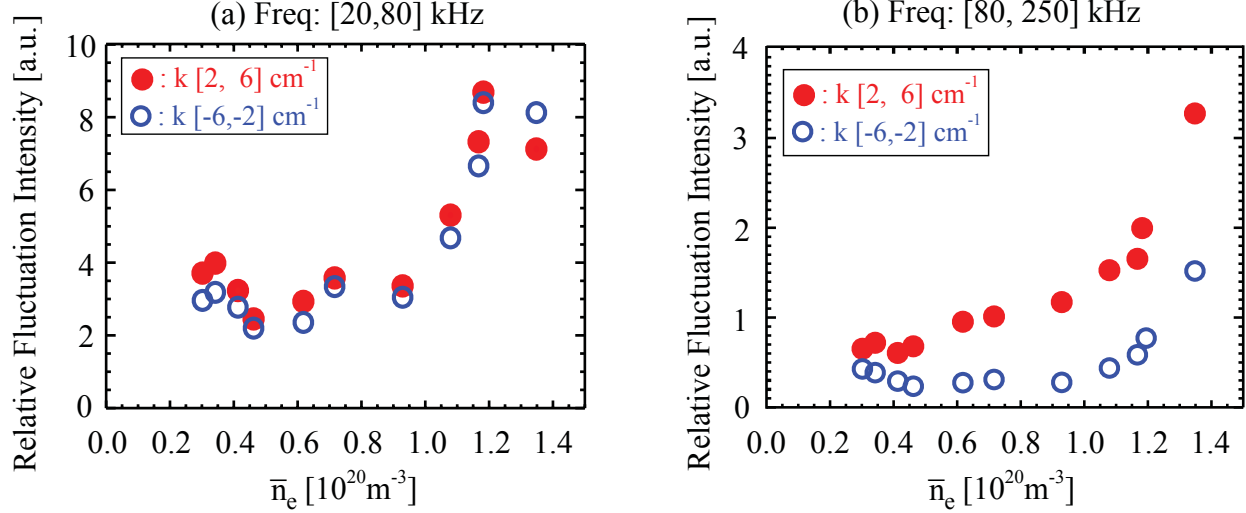 (a) Freq: [20,80] kHz
Relative Fluctuation Intensity [a.u.]
10
8
6
4
2
0
: k [2, 6] cm⁻¹
: k [-6,-2] cm⁻¹
0.0 0.2 0.4 0.6 0.8 1.0 1.2 1.4
n̅ₑ [10²⁰m⁻³]
(b) Freq: [80, 250] kHz
Relative Fluctuation Intensity [a.u.]
4
3
2
1
0
: k [2, 6] cm⁻¹
: k [-6,-2] cm⁻¹
0.0 0.2 0.4 0.6 0.8 1.0 1.2 1.4
n̅ₑ [10²⁰m⁻³]